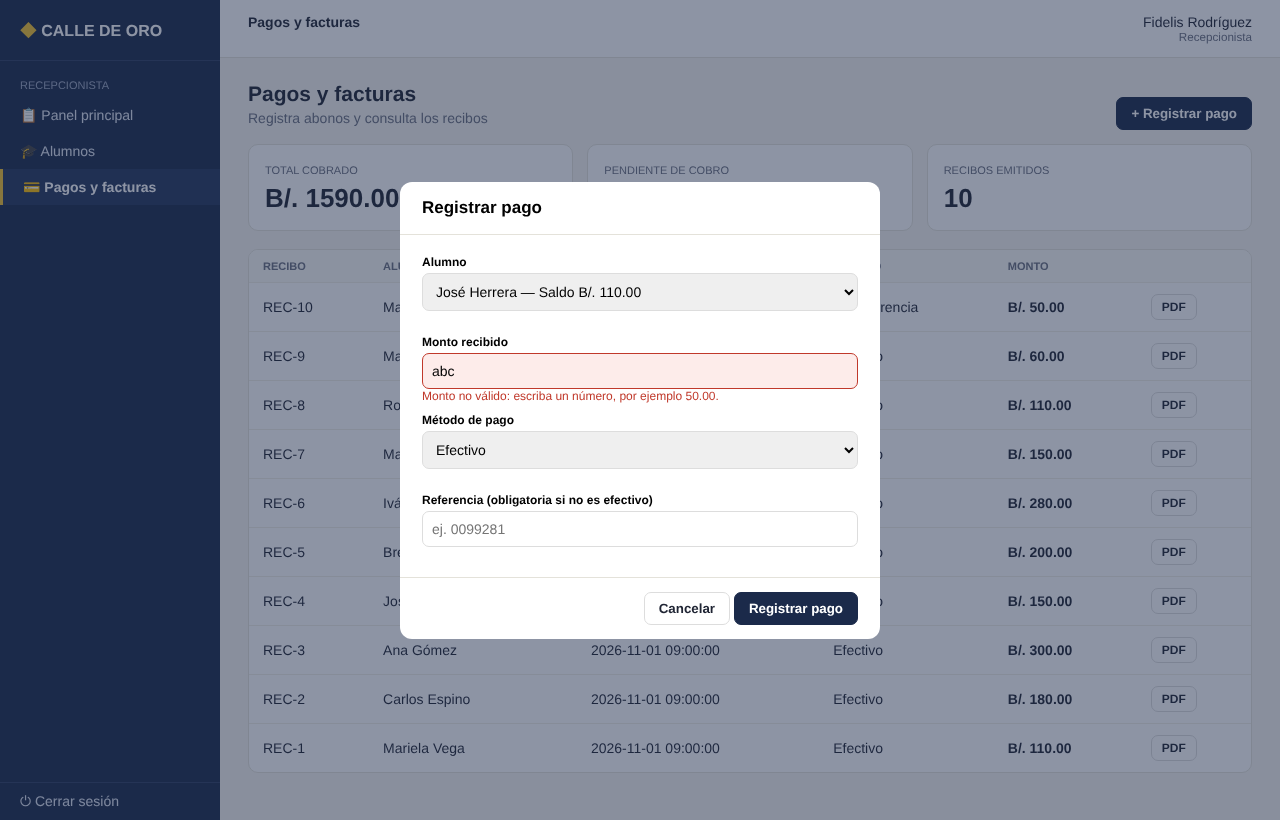 CALLE DE ORO
RECEPCIONISTA
Panel principal
Alumnos
Pagos y facturas
Cerrar sesión
Pagos y facturas
Fidelis Rodríguez
Recepcionista
Pagos y facturas
Registra abonos y consulta los recibos
+ Registrar pago
TOTAL COBRADO
B/. 1590.00
PENDIENTE DE COBRO
RECIBOS EMITIDOS
10
RECIBO MONTO
REC-10 B/. 50.00 PDF
REC-9 B/. 60.00 PDF
REC-8 B/. 110.00 PDF
REC-7 B/. 150.00 PDF
REC-6 B/. 280.00 PDF
REC-5 B/. 200.00 PDF
REC-4 B/. 150.00 PDF
REC-3 Ana Gómez 2026-11-01 09:00:00 Efectivo B/. 300.00 PDF
REC-2 Carlos Espino 2026-11-01 09:00:00 Efectivo B/. 180.00 PDF
REC-1 Mariela Vega 2026-11-01 09:00:00 Efectivo B/. 110.00 PDF
Registrar pago
Alumno
José Herrera — Saldo B/. 110.00
Monto recibido
abc
Monto no válido: escriba un número, por ejemplo 50.00.
Método de pago
Efectivo
Referencia (obligatoria si no es efectivo)
ej. 0099281
Cancelar
Registrar pago